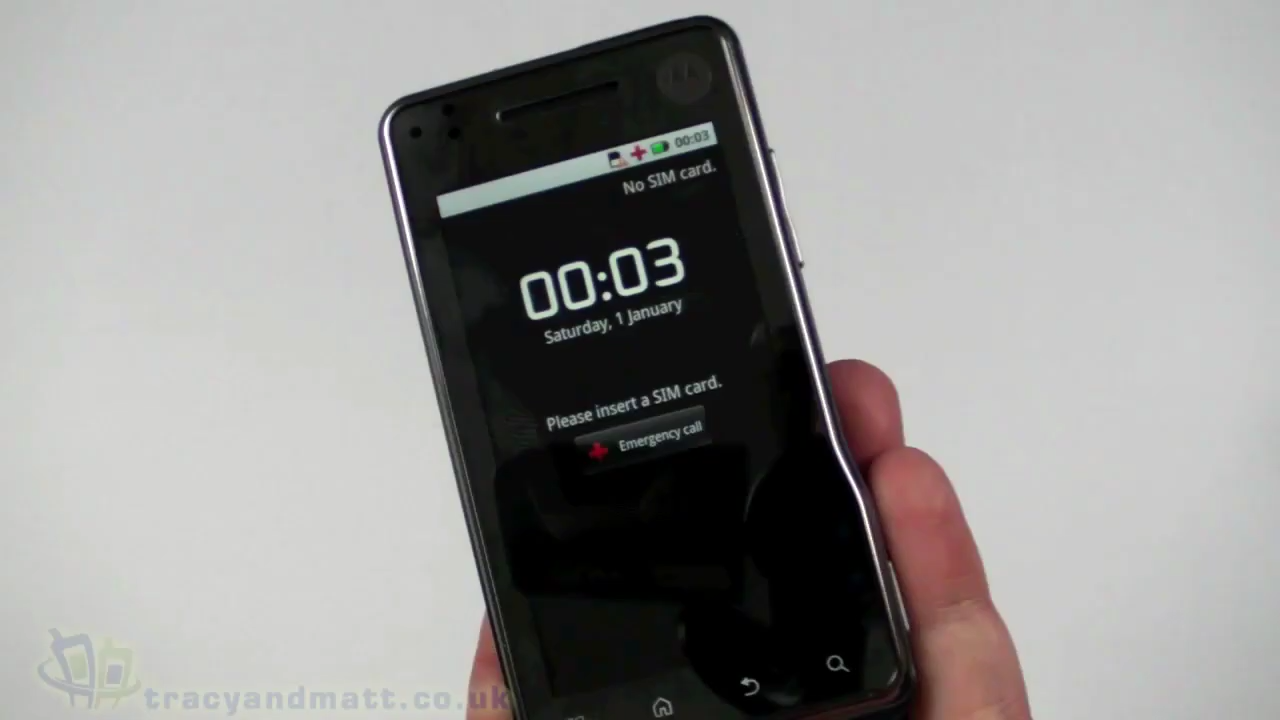 00:03
No SIM card.
00:03
Saturday, 1 January
Please insert a SIM card.
Emergency call
tracyandmatt.co.uk